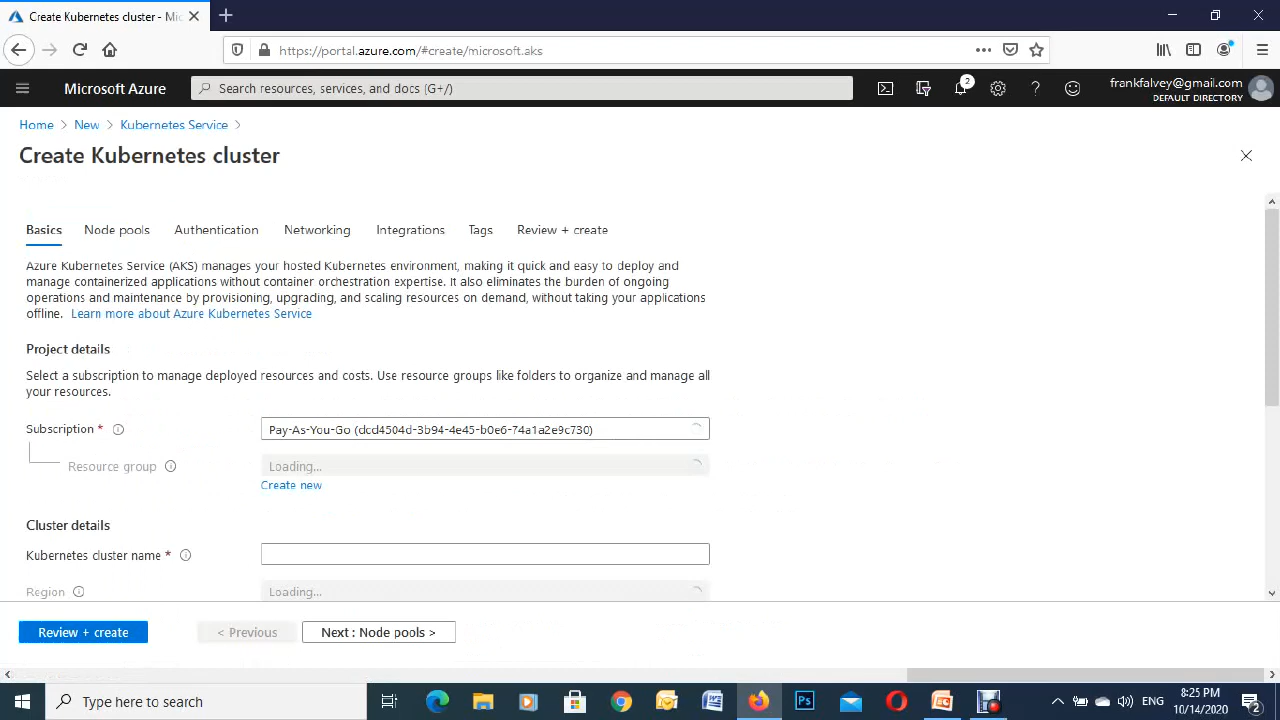 Create Kubernetes cluster - Mic
https://portal.azure.com/#create/microsoft.aks
Microsoft Azure
Search resources, services, and docs (G+/)
2
frankfalvey@gmail.com
DEFAULT DIRECTORY
Home > New > Kubernetes Service >
Create Kubernetes cluster
Basics Node pools Authentication Networking Integrations Tags Review + create
Azure Kubernetes Service (AKS) manages your hosted Kubernetes environment, making it quick and easy to deploy and
manage containerized applications without container orchestration expertise. It also eliminates the burden of ongoing
operations and maintenance by provisioning, upgrading, and scaling resources on demand, without taking your applications
offline. Learn more about Azure Kubernetes Service
Project details
Select a subscription to manage deployed resources and costs. Use resource groups like folders to organize and manage all
your resources.
Subscription * Pay-As-You-Go (dcd4504d-3b94-4e45-b0e6-74a1a2e9c730)
Resource group Loading...
Create new
Cluster details
Kubernetes cluster name *
Region Loading...
Review + create < Previous Next : Node pools >
Type here to search
Ps
ENG
8:25 PM
10/14/2020
2